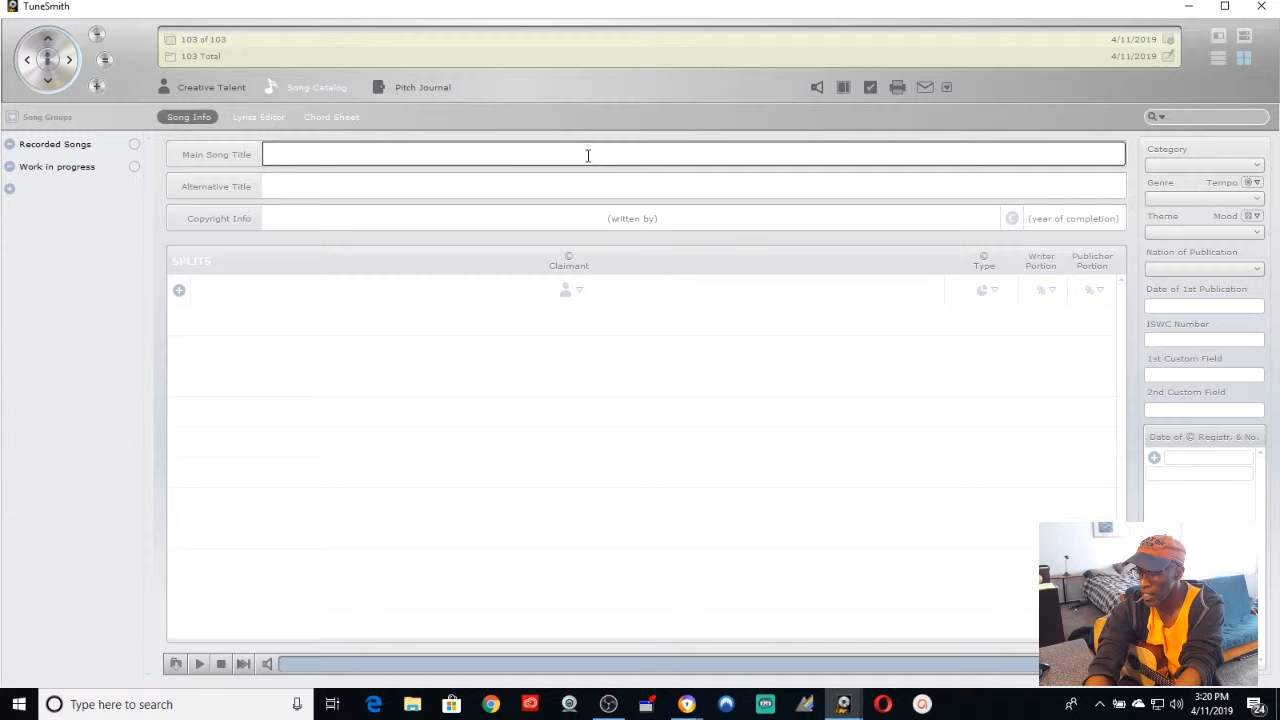 TuneSmith
103 of 103
4/11/2019
103 Total
4/11/2019
Creative Talent
Song Catalog
Pitch Journal
Song Groups
Song Info
Lyrics Editor
Chord Sheet
Recorded Songs
Work in progress
Main Song Title
Alternative Title
Copyright Info
(written by)
©
(year of completion)
SPLITS
©
Claimant
©
Type
Writer
Portion
Publisher
Portion
%
%
Category
Genre
Tempo
Theme
Mood
Nation of Publication
Date of 1st Publication
ISWC Number
1st Custom Field
2nd Custom Field
Date of © Registr. & No.
Type here to search
3:20 PM
4/11/2019
24